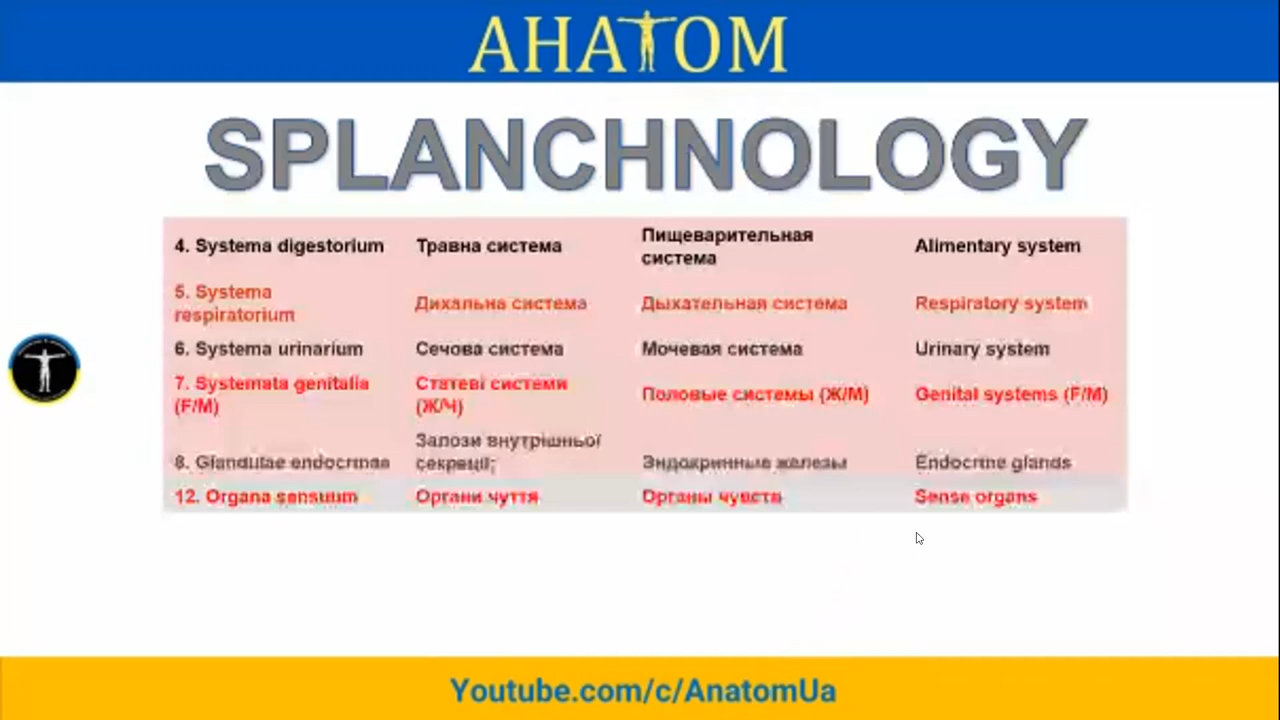 АНАТОМ
SPLANCHNOLOGY
4. Systema digestorium Травна система Пищеварительная система Alimentary system
5. Systema respiratorium Дихальна система Дыхательная система Respiratory system
6. Systema urinarium Сечова система Мочевая система Urinary system
7. Systemata genitalia (F/M) Статеві системи (Ж/Ч) Половые системы (Ж/М) Genital systems (F/M)
8. Glandulae endocrinae Залози внутрішньої секреції; Эндокринные железы Endocrine glands
12. Organa sensuum Органи чуття Органы чувств Sense organs
Youtube.com/c/AnatomUa